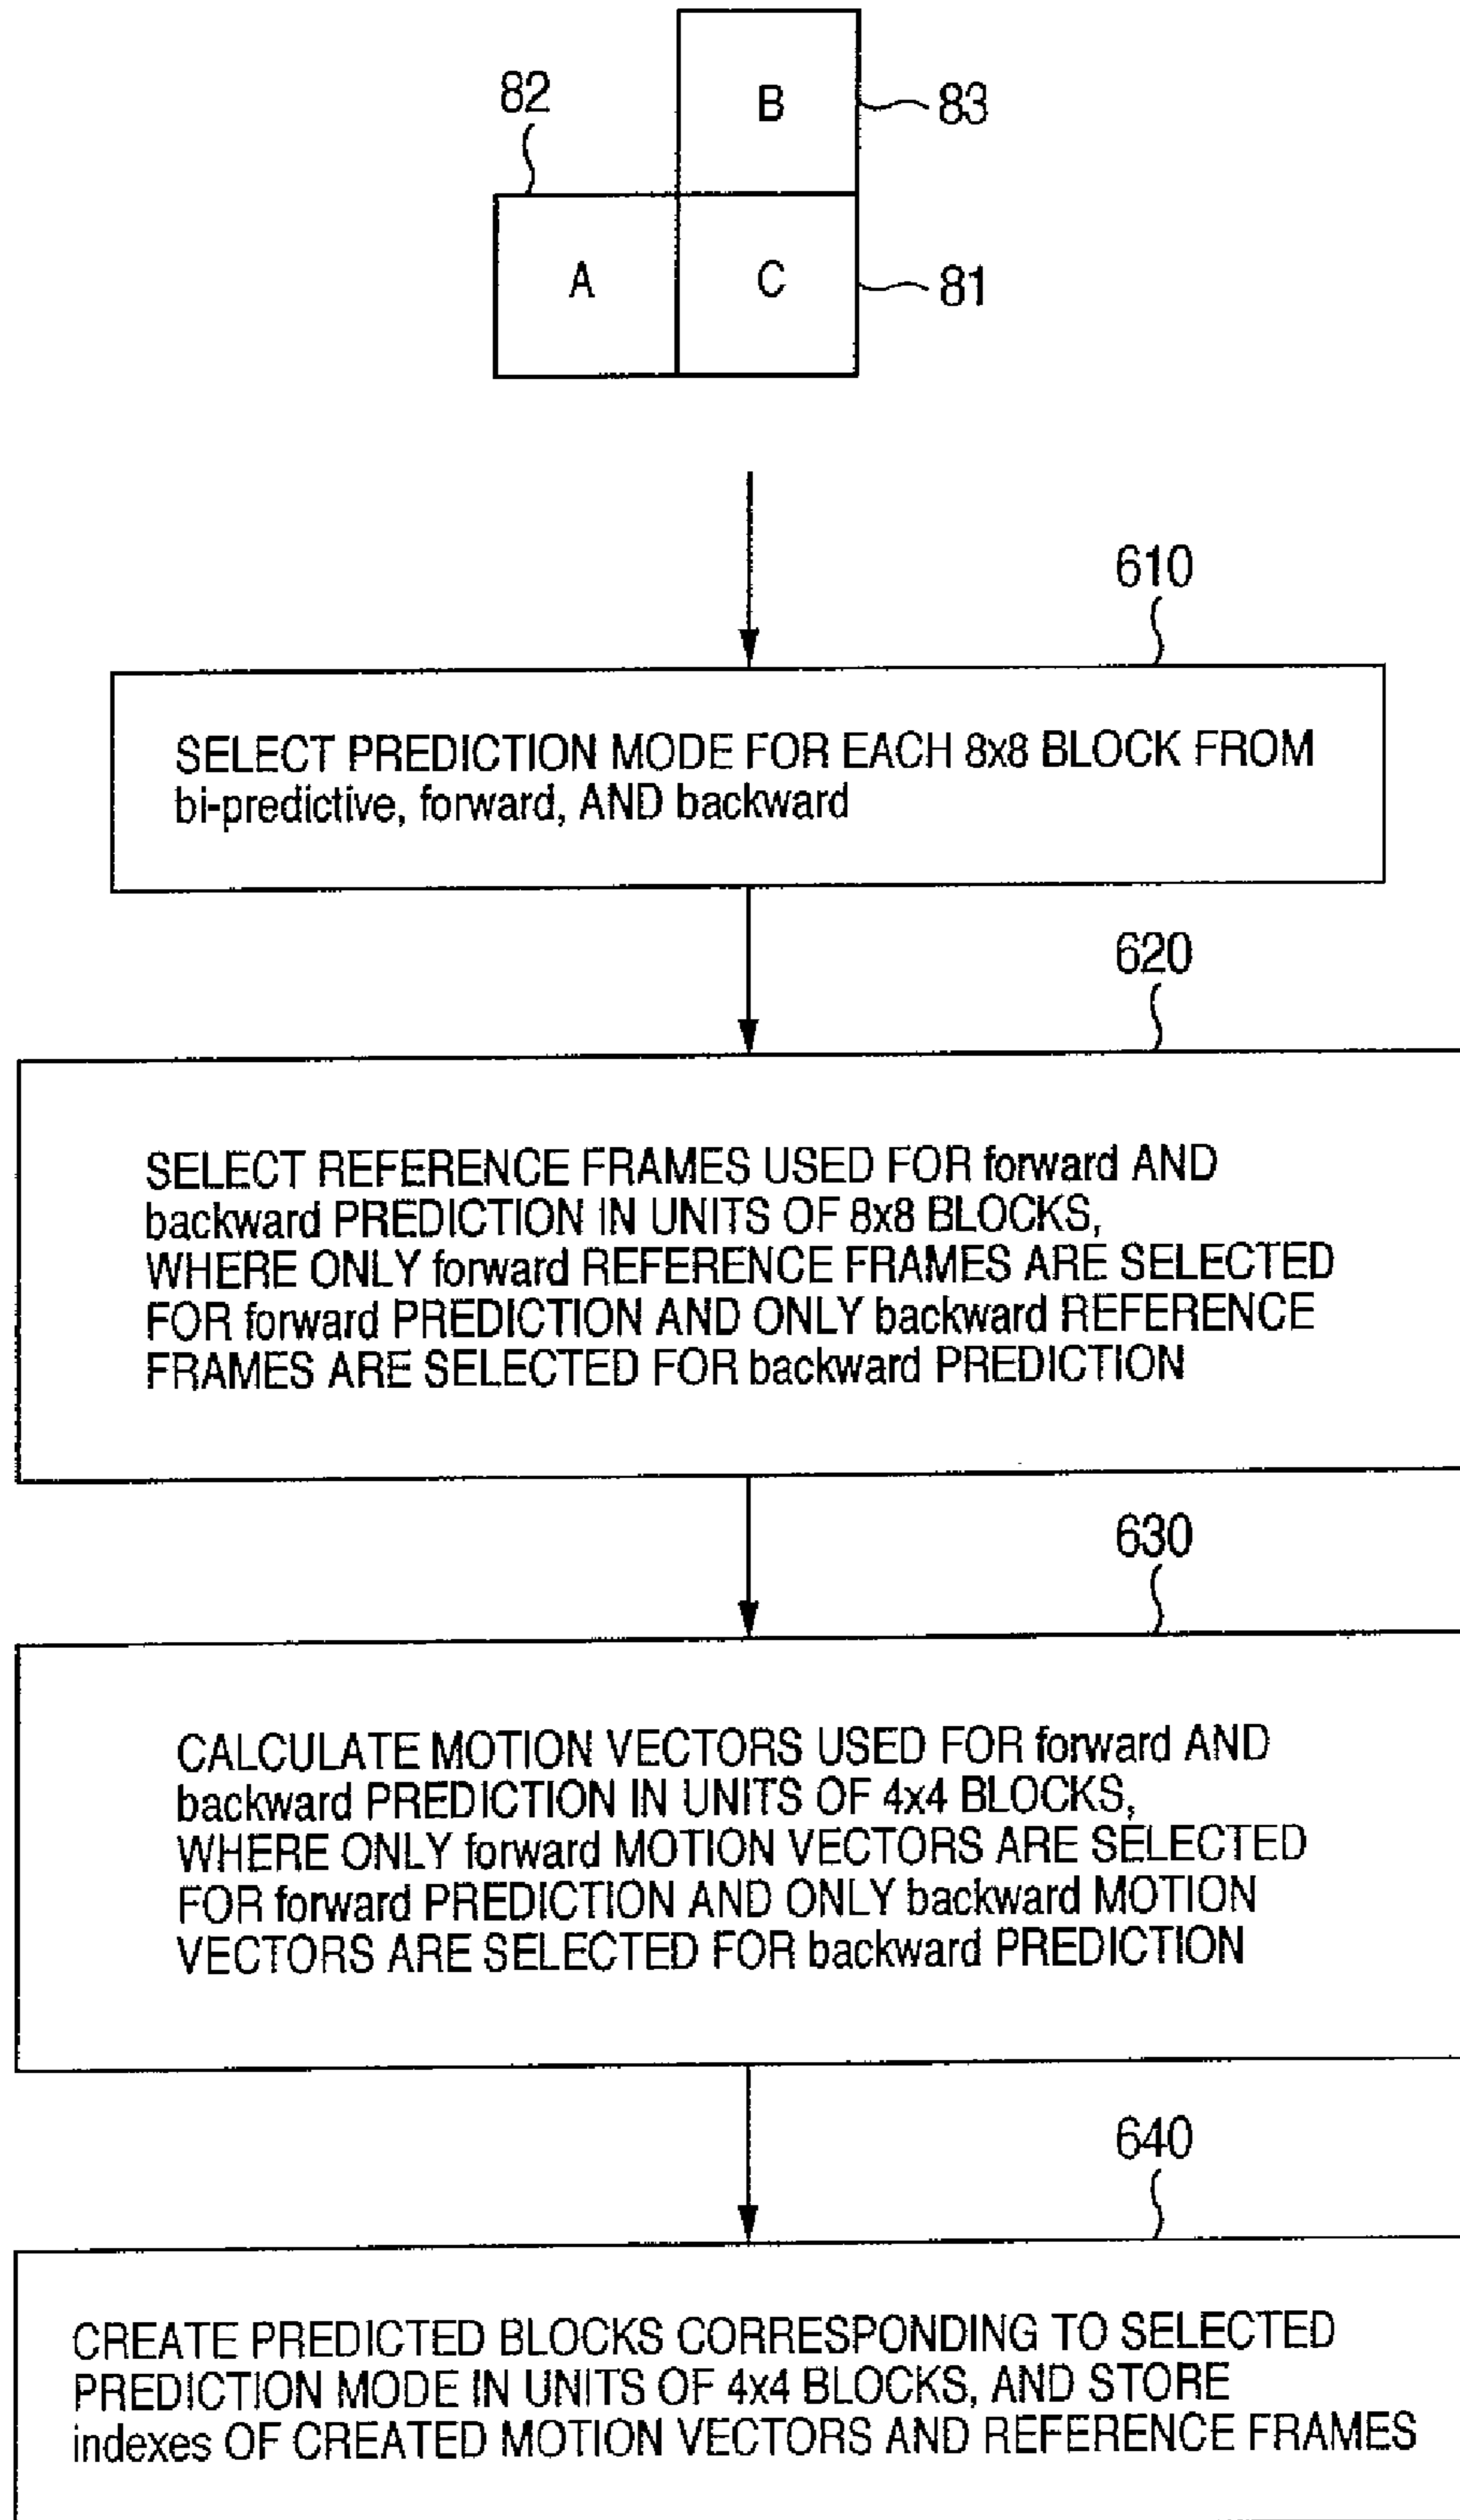 B
83
82
A
C
81
610
SELECT PREDICTION MODE FOR EACH 8x8 BLOCK FROM
bi-predictive, forward, AND backward
620
SELECT REFERENCE FRAMES USED FOR forward AND
backward PREDICTION IN UNITS OF 8x8 BLOCKS,
WHERE ONLY forward REFERENCE FRAMES ARE SELECTED
FOR forward PREDICTION AND ONLY backward REFERENCE
FRAMES ARE SELECTED FOR backward PREDICTION
630
CALCULATE MOTION VECTORS USED FOR forward AND
backward PREDICTION IN UNITS OF 4x4 BLOCKS,
WHERE ONLY forward MOTION VECTORS ARE SELECTED
FOR forward PREDICTION AND ONLY backward MOTION
VECTORS ARE SELECTED FOR backward PREDICTION
640
CREATE PREDICTED BLOCKS CORRESPONDING TO SELECTED
PREDICTION MODE IN UNITS OF 4x4 BLOCKS, AND STORE
indexes OF CREATED MOTION VECTORS AND REFERENCE FRAMES